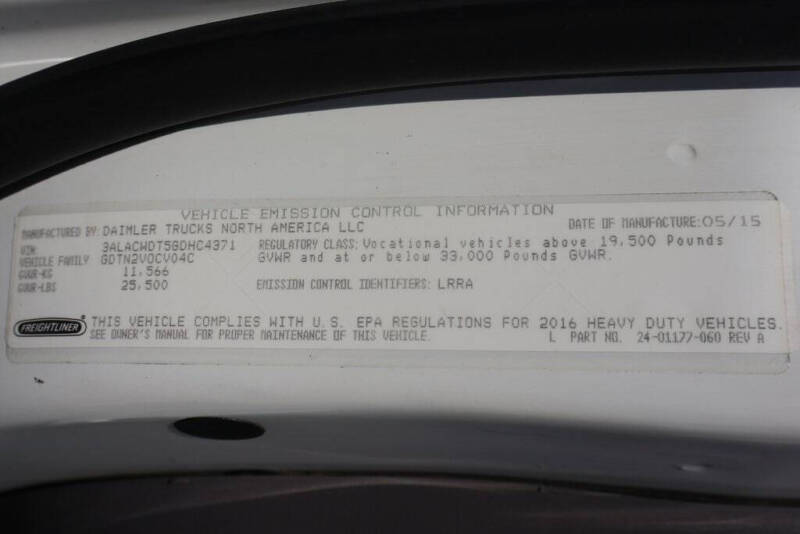 VEHICLE EMISSION CONTROL INFORMATION
MANUFACTURED BY: DAIMLER TRUCKS NORTH AMERICA LLC DATE OF MANUFACTURE: 05/15
VIN: 3ALACWDT5GDHC4371 REGULATORY CLASS: Vocational vehicles above 19,500 Pounds
VEHICLE FAMILY GDTN2VOCV04C GVWR and at or below 33,000 Pounds GVWR.
GVWR-KG 11,566
GVWR-LBS 25,500 EMISSION CONTROL IDENTIFIERS: LRRA
FREIGHTLINER® THIS VEHICLE COMPLIES WITH U.S. EPA REGULATIONS FOR 2016 HEAVY DUTY VEHICLES.
SEE OWNER'S MANUAL FOR PROPER MAINTENANCE OF THIS VEHICLE. L PART NO. 24-01177-060 REV A